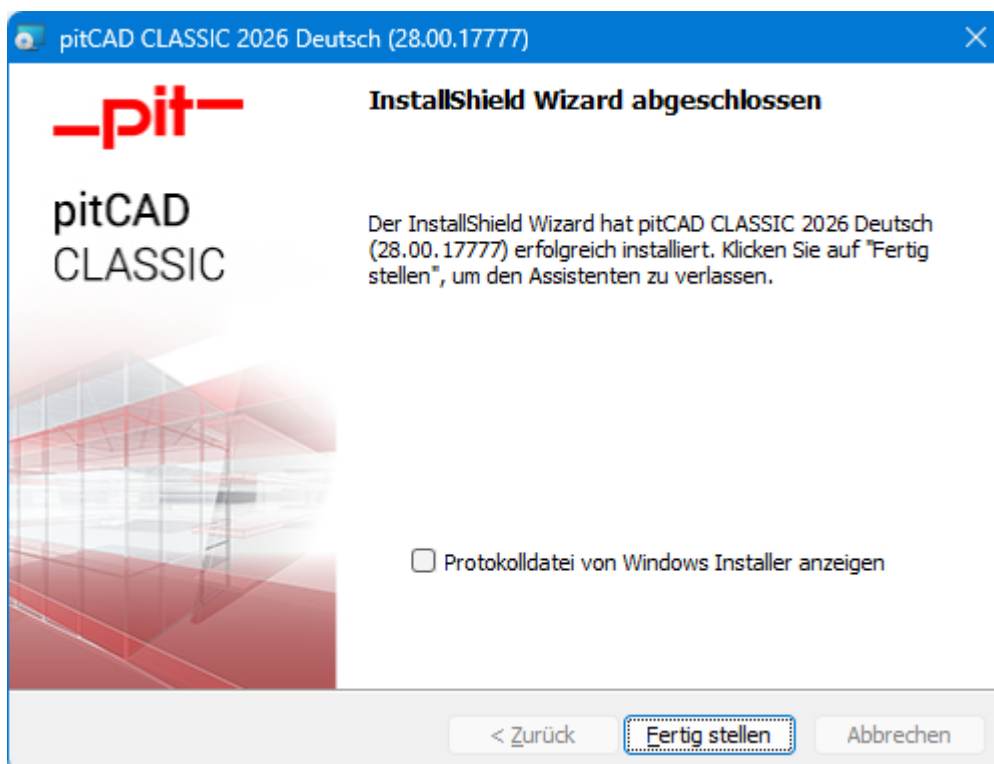 pitCAD CLASSIC 2026 Deutsch (28.00.17777)
pit
pitCAD
CLASSIC
InstallShield Wizard abgeschlossen
Der InstallShield Wizard hat pitCAD CLASSIC 2026 Deutsch
(28.00.17777) erfolgreich installiert. Klicken Sie auf "Fertig
stellen", um den Assistenten zu verlassen.
Protokolldatei von Windows Installer anzeigen
< Zurück
Fertig stellen
Abbrechen